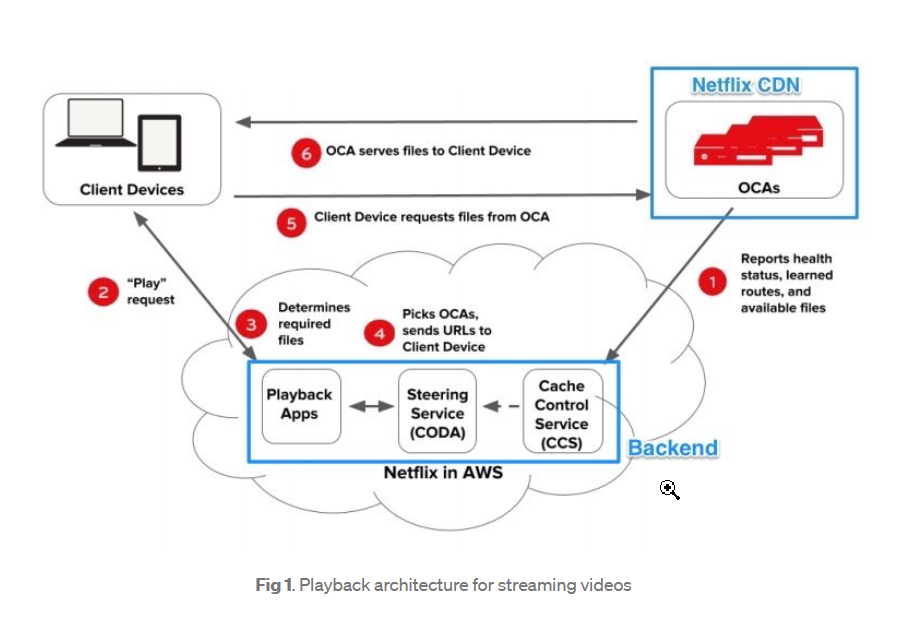 Netflix CDN
OCAs
Client Devices
6 OCA serves files to Client Device
5 Client Device requests files from OCA
1 Reports health
status, learned
routes, and
available files
2 "Play"
request
3 Determines
required
files
4 Picks OCAs,
sends URLs to
Client Device
Playback
Apps
Steering
Service
(CODA)
Cache
Control
Service
(CCS)
Backend
Netflix in AWS
Fig 1. Playback architecture for streaming videos